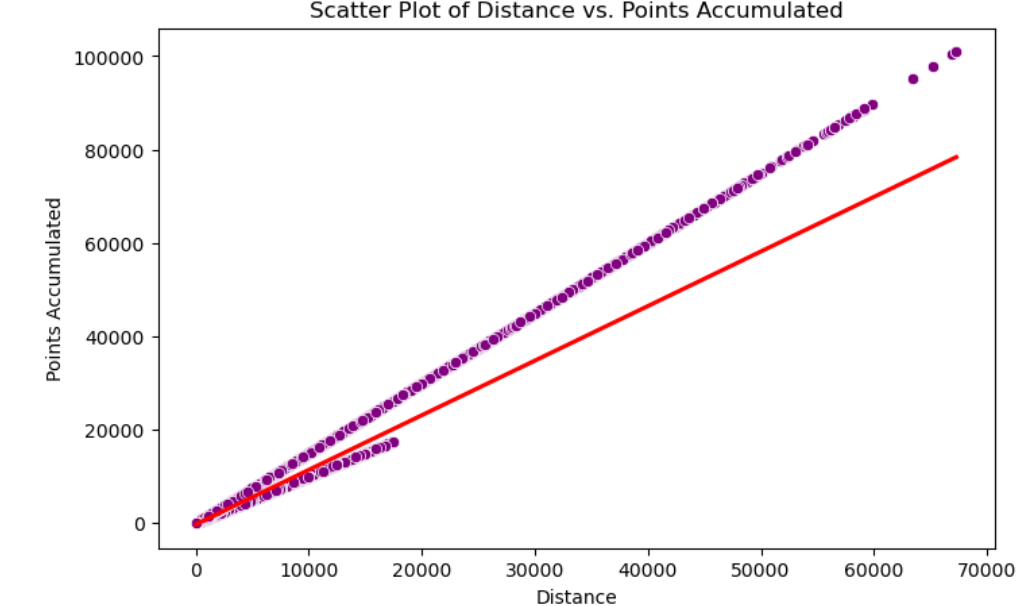 Scatter Plot of Distance vs. Points Accumulated
100000
80000
60000
40000
20000
0
Points Accumulated
0 10000 20000 30000 40000 50000 60000 70000
Distance